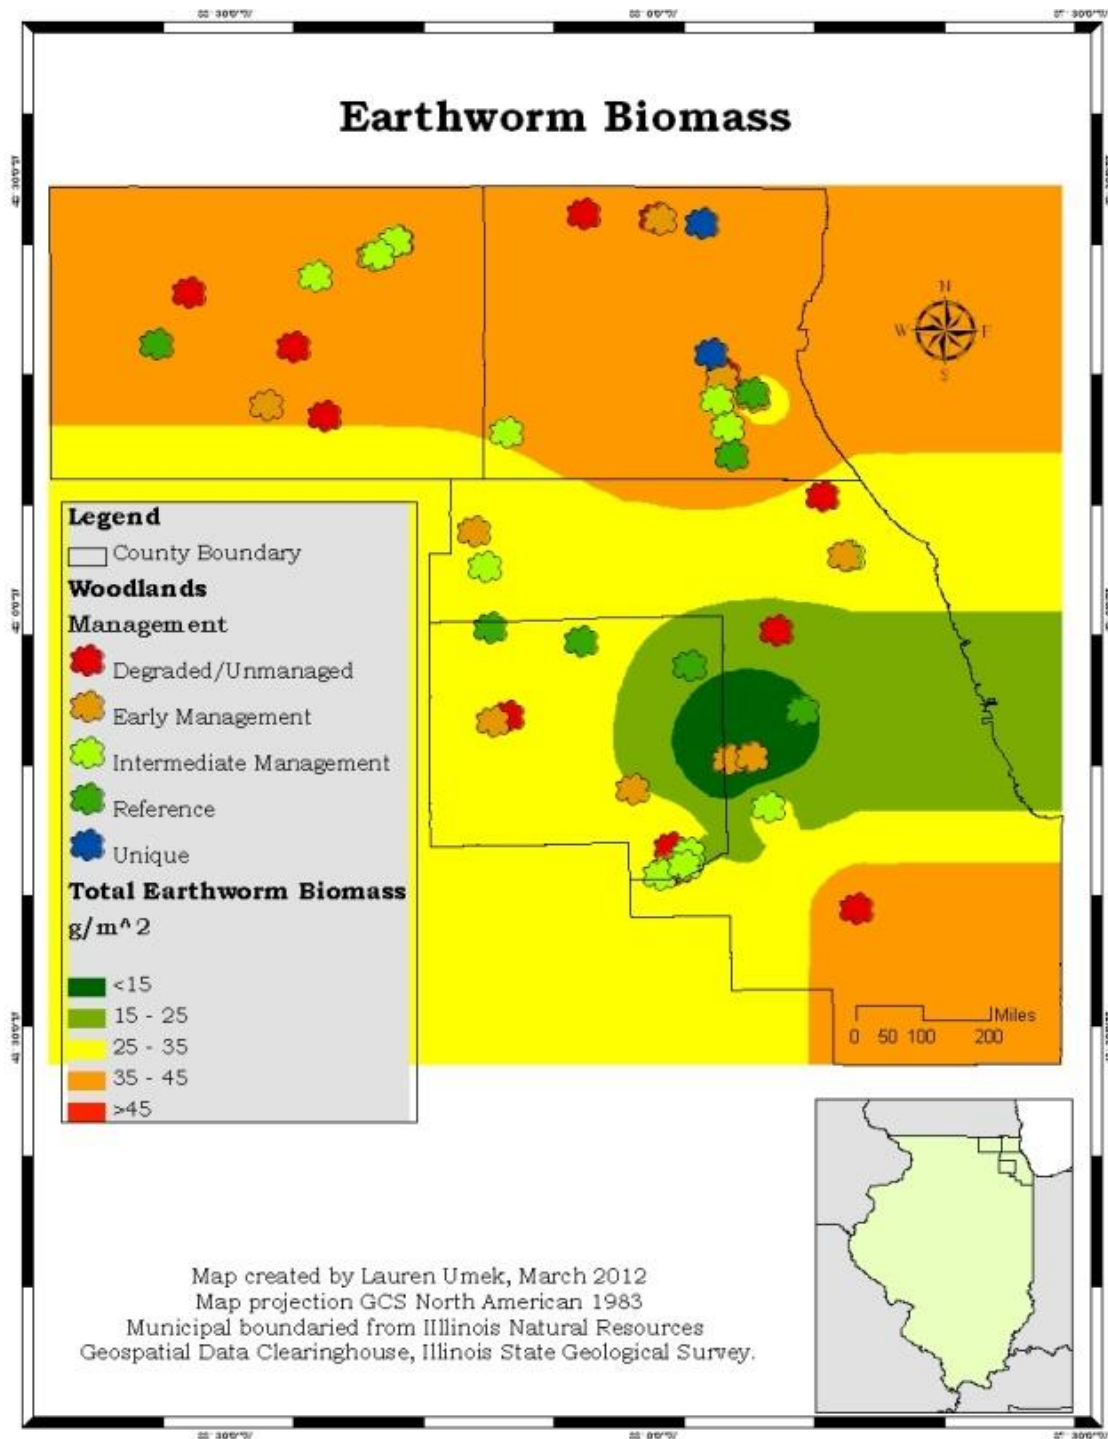 Earthworm Biomass
N
W E
S
Legend
County Boundary
Woodlands
Management
Degraded/Unmanaged
Early Management
Intermediate Management
Reference
Unique
Total Earthworm Biomass
g/m^2
<15
15 - 25
25 - 35
35 - 45
>45
Miles
0 50 100 200
Map created by Lauren Umek, March 2012
Map projection GCS North American 1983
Municipal boundaried from IIllinois Natural Resources
Geospatial Data Clearinghouse, Illinois State Geological Survey.